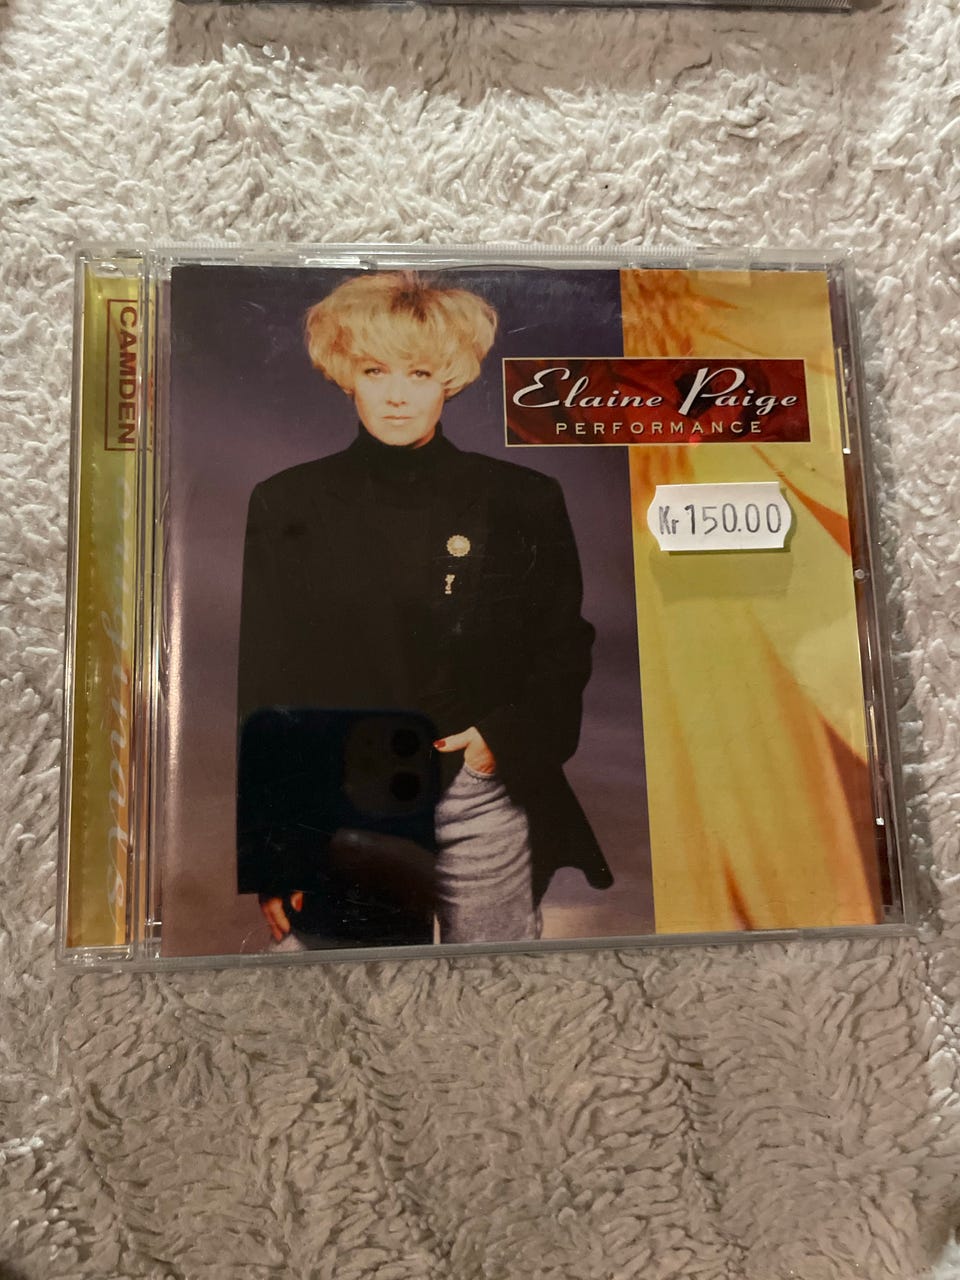 CAMDEN
Elaine Paige
PERFORMANCE
Kr 150.00